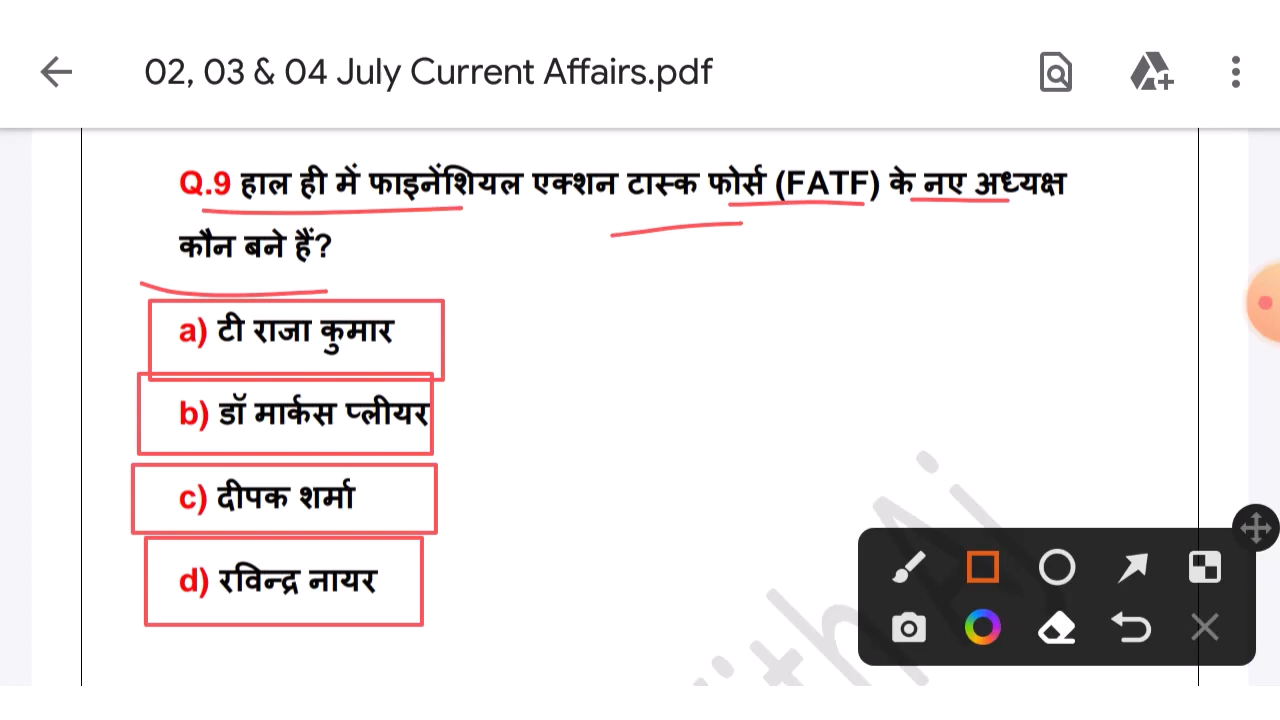 02, 03 & 04 July Current Affairs.pdf
Q.9 हाल ही में फाइनेंशियल एक्शन टास्क फोर्स (FATF) के नए अध्यक्ष
कौन बने हैं?
a) टी राजा कुमार
b) डॉ मार्कस प्लीयर
c) दीपक शर्मा
d) रविन्द्र नायर